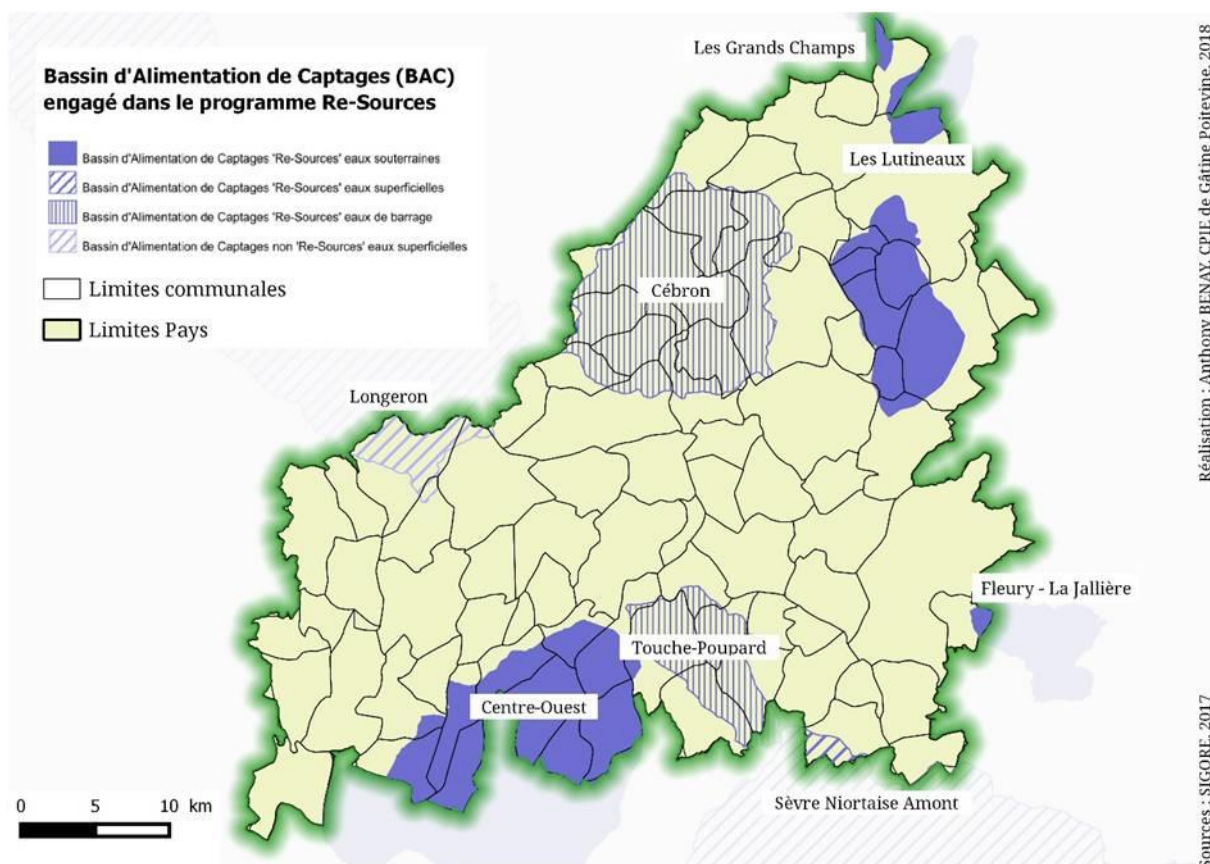 Bassin d'Alimentation de Captages (BAC)
engagé dans le programme Re-Sources
Bassin d'Alimentation de Captages 'Re-Sources' eaux souterraines
Bassin d'Alimentation de Captages 'Re-Sources' eaux superficielles
Bassin d'Alimentation de Captages 'Re-Sources' eaux de barrage
Bassin d'Alimentation de Captages non 'Re-Sources' eaux superficielles
Limites communales
Limites Pays
Les Grands Champs
Les Lutineaux
Cébron
Longeron
Fleury - La Jallière
Touche-Poupard
Centre-Ouest
Sèvre Niortaise Amont
0 5 10 km
Réalisation : Anthony BENAY, CPIE de Gâtine Poitevine, 2018
Sources : SIGORE, 2017